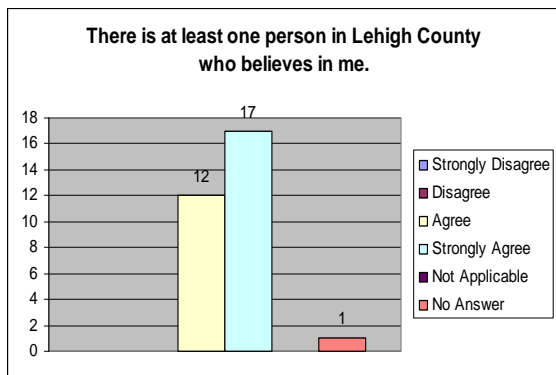 There is at least one person in Lehigh County
who believes in me.
18
16
14
12
10
8
6
4
2
0
12
17
1
Strongly Disagree
Disagree
Agree
Strongly Agree
Not Applicable
No Answer